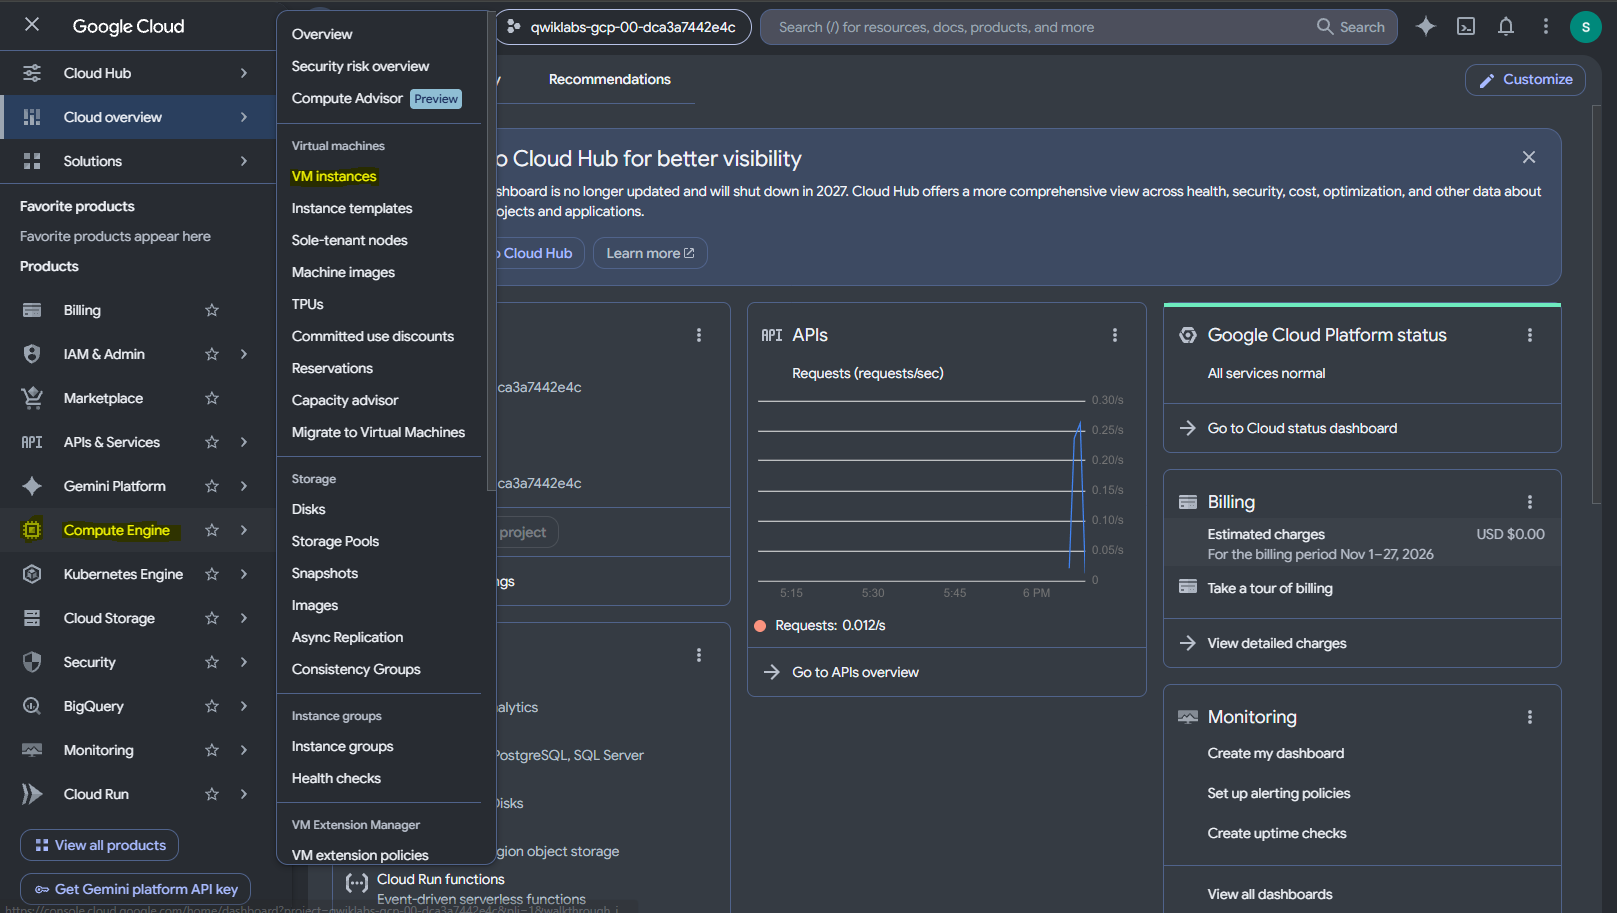 Google Cloud
Cloud Hub
Cloud overview
Solutions
Favorite products
Favorite products appear here
Products
Billing
IAM & Admin
Marketplace
API APIs & Services
Gemini Platform
Compute Engine
Kubernetes Engine
Cloud Storage
Security
BigQuery
Monitoring
Cloud Run
View all products
Get Gemini platform API key
Overview
Security risk overview
Compute Advisor Preview
Virtual machines
VM instances
Instance templates
Sole-tenant nodes
Machine images
TPUs
Committed use discounts
Reservations
Capacity advisor
Migrate to Virtual Machines
Storage
Disks
Storage Pools
Snapshots
Images
Async Replication
Consistency Groups
Instance groups
Instance groups
Health checks
VM Extension Manager
VM extension policies
qwiklabs-gcp-00-dca3a7442e4c
Search (/) for resources, docs, products, and more
Search
S
y
Recommendations
Customize
o Cloud Hub for better visibility
shboard is no longer updated and will shut down in 2027. Cloud Hub offers a more comprehensive view across health, security, cost, optimization, and other data about
ojects and applications.
o Cloud Hub
Learn more
ca3a7442e4c
ca3a7442e4c
project
ngs
alytics
PostgreSQL, SQL Server
Disks
gion object storage
Cloud Run functions
Event-driven serverless functions
API APIs
Requests (requests/sec)
0.30/s
0.25/s
0.20/s
0.15/s
0.10/s
0.05/s
0
5:15 5:30 5:45 6 PM
Requests: 0.012/s
Go to APIs overview
Google Cloud Platform status
All services normal
Go to Cloud status dashboard
Billing
Estimated charges USD $0.00
For the billing period Nov 1–27, 2026
Take a tour of billing
View detailed charges
Monitoring
Create my dashboard
Set up alerting policies
Create uptime checks
View all dashboards